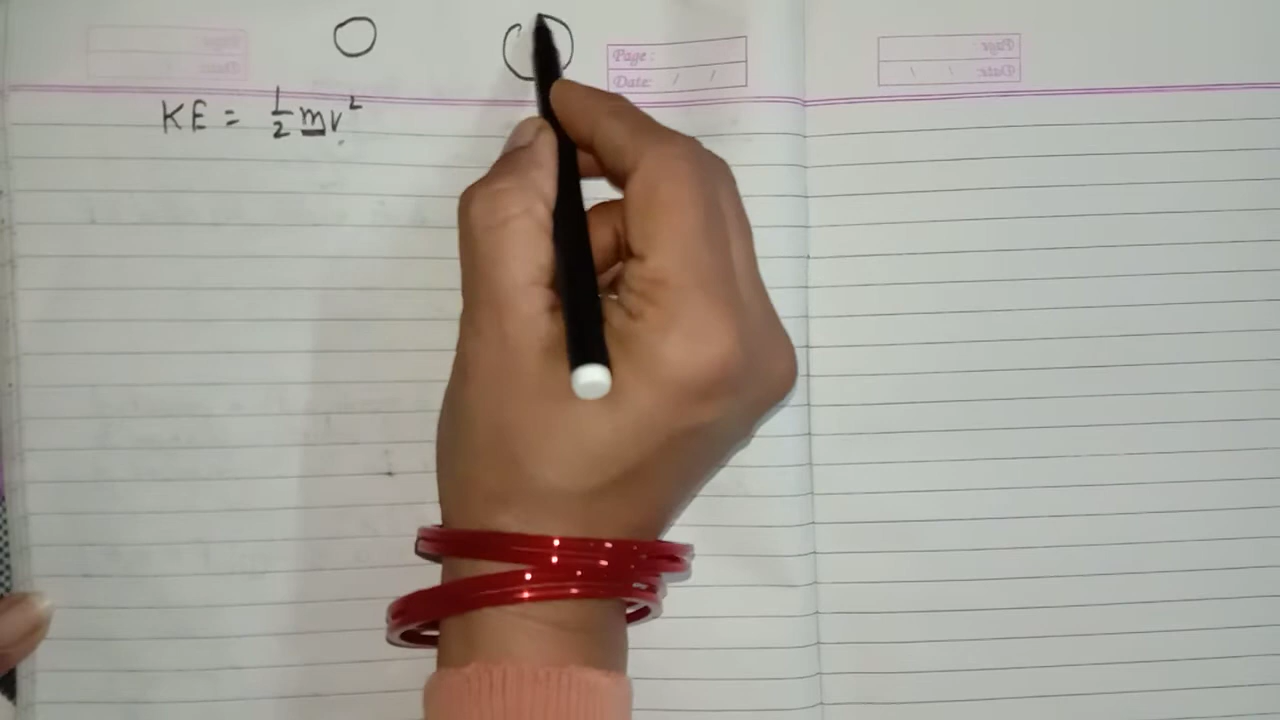 Page:
Date: / /
KE = 1/2 mv²